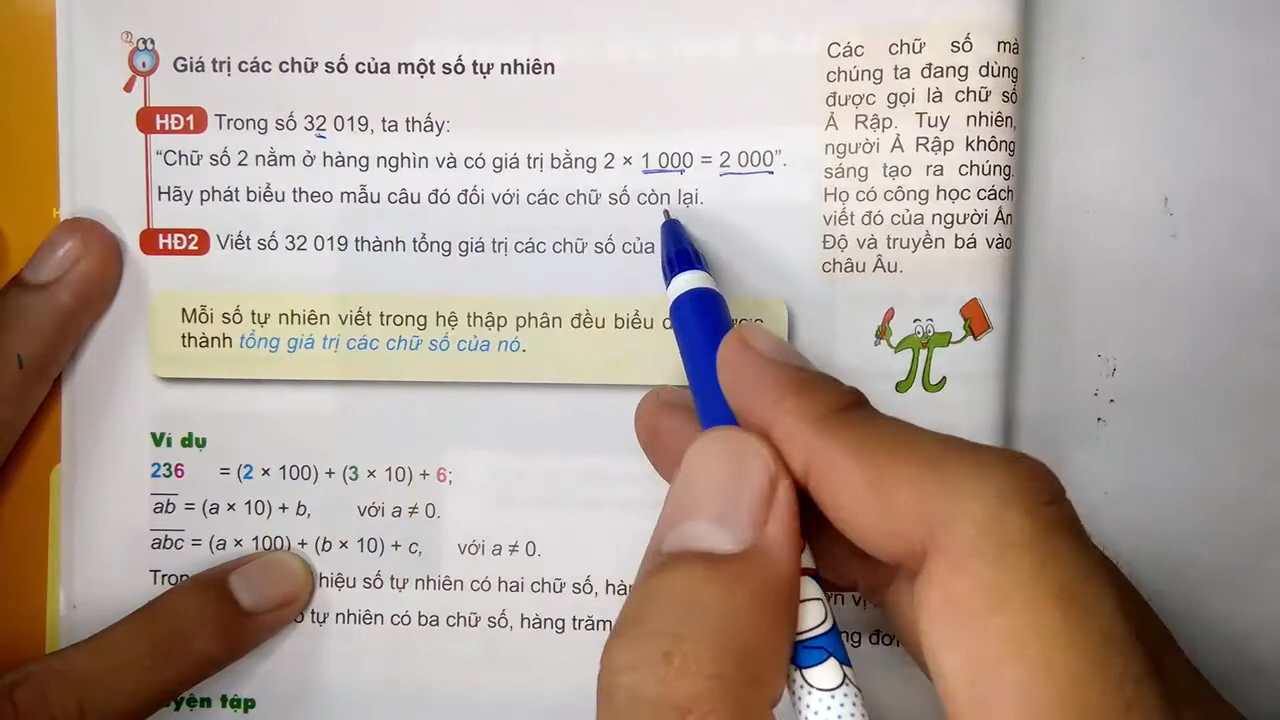 Giá trị các chữ số của một số tự nhiên
HĐ1 Trong số 32 019, ta thấy:
“Chữ số 2 nằm ở hàng nghìn và có giá trị bằng 2 × 1 000 = 2 000”.
Hãy phát biểu theo mẫu câu đó đối với các chữ số còn lại.
HĐ2 Viết số 32 019 thành tổng giá trị các chữ số của
Mỗi số tự nhiên viết trong hệ thập phân đều biểu
thành tổng giá trị các chữ số của nó.
Ví dụ
236 = (2 × 100) + (3 × 10) + 6;
ab = (a × 10) + b, với a ≠ 0.
abc = (a × 100) + (b × 10) + c, với a ≠ 0.
hiệu số tự nhiên có hai chữ số,
tự nhiên có ba chữ số, hàng trăm
Các chữ số mà
chúng ta đang dùng
được gọi là chữ số
Ả Rập. Tuy nhiên,
người Ả Rập không
sáng tạo ra chúng.
Họ có công học cách
viết đó của người Ấn
Độ và truyền bá vào
châu Âu.
tập